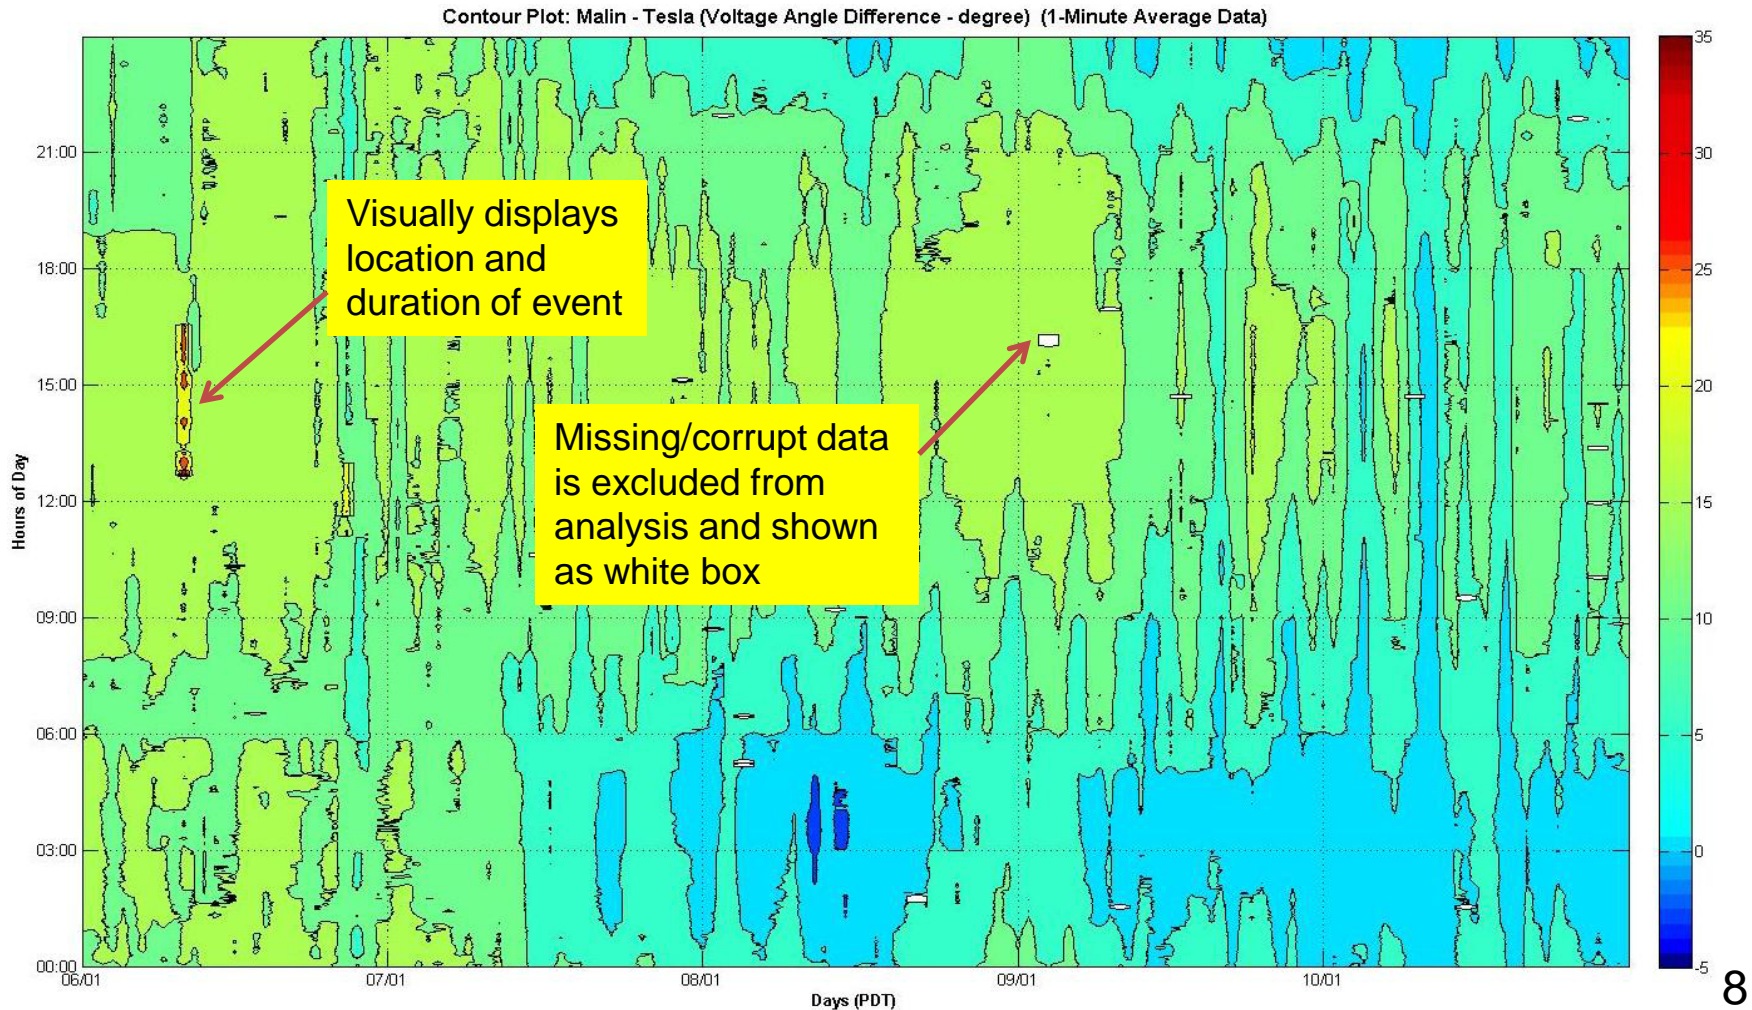 Contour Plot: Malin - Tesla (Voltage Angle Difference - degree) (1-Minute Average Data)
35
30
25
20
15
10
5
0
-5
21:00
18:00
15:00
12:00
09:00
06:00
03:00
00:00
Hours of Day
Visually displays
location and
duration of event
Missing/corrupt data
is excluded from
analysis and shown
as white box
06/01
07/01
08/01
09/01
10/01
Days (PDT)
8